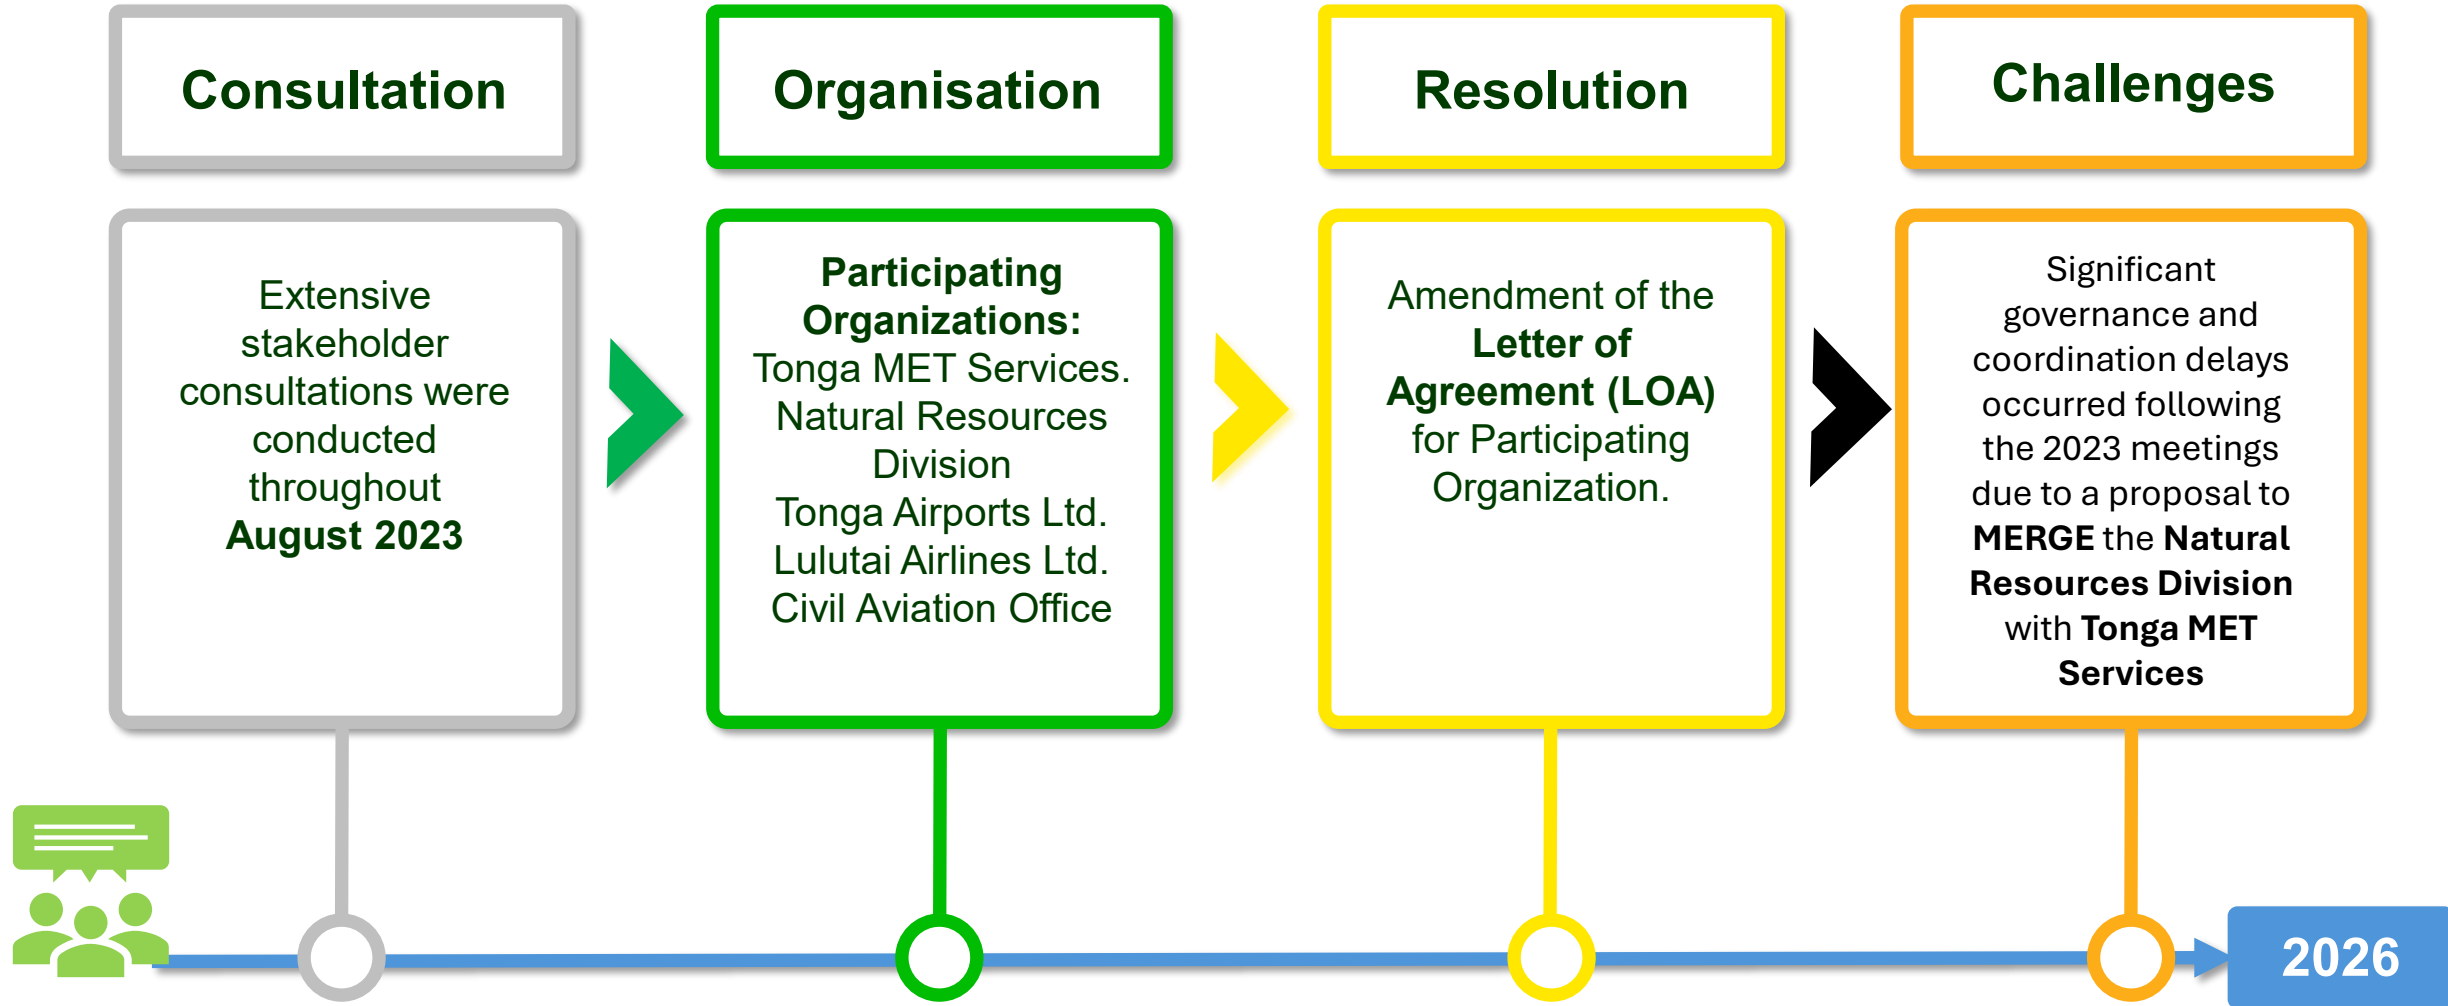 Consultation
Organisation
Resolution
Challenges
Extensive
stakeholder
consultations were
conducted
throughout
August 2023
Participating
Organizations:
Tonga MET Services.
Natural Resources
Division
Tonga Airports Ltd.
Lulutai Airlines Ltd.
Civil Aviation Office
Amendment of the
Letter of
Agreement (LOA)
for Participating
Organization.
Significant
governance and
coordination delays
occurred following
the 2023 meetings
due to a proposal to
MERGE the Natural
Resources Division
with Tonga MET
Services
2026